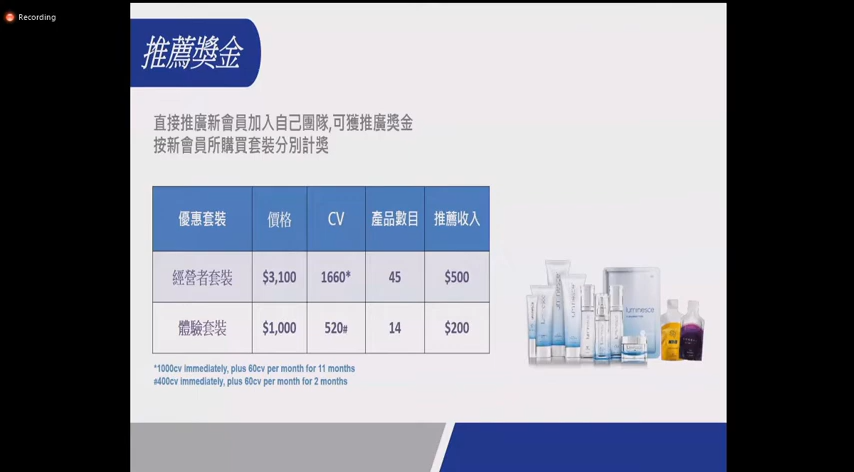 Recording
推薦獎金
直接推廣新會員加入自己團隊,可獲推廣獎金
按新會員所購買套裝分別計獎
優惠套裝 價格 CV 產品數目 推薦收入
經營者套裝 $3,100 1660* 45 $500
體驗套裝 $1,000 520# 14 $200
*1000cv immediately, plus 60cv per month for 11 months
#400cv immediately, plus 60cv per month for 2 months
luminesce